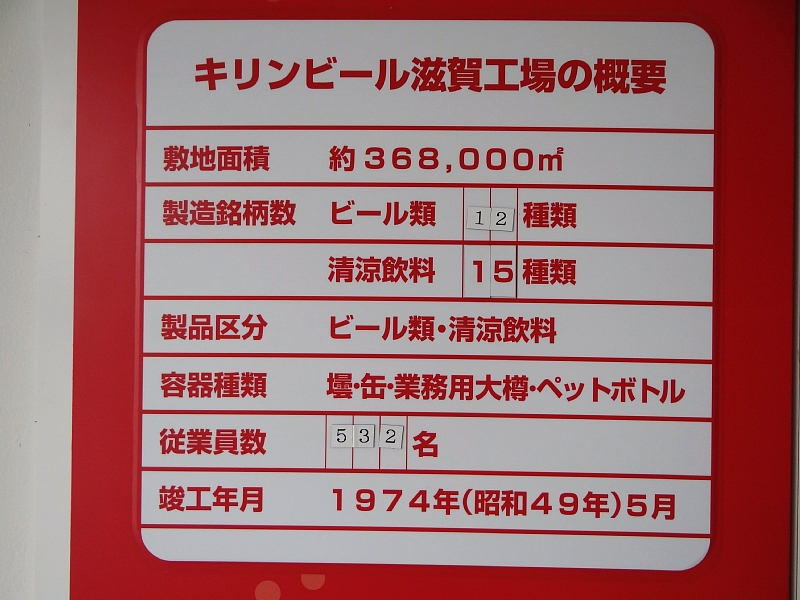 キリンビール滋賀工場の概要
敷地面積 約368,000㎡
製造銘柄数 ビール類 12 種類
清涼飲料 15 種類
製品区分 ビール類・清涼飲料
容器種類 壜・缶・業務用大樽・ペットボトル
従業員数 532 名
竣工年月 1974年(昭和49年)5月